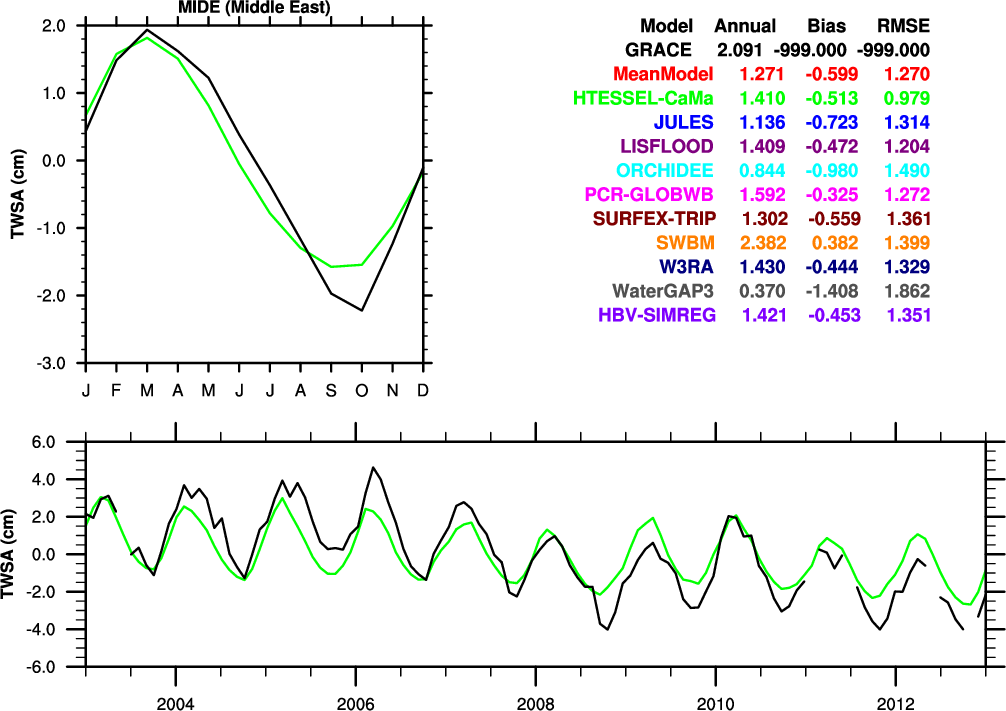 MIDE (Middle East)
2.0
1.0
0.0
-1.0
-2.0
-3.0
TWSA (cm)
J F M A M J J A S O N D
Model Annual Bias RMSE
GRACE 2.091 -999.000 -999.000
MeanModel 1.271 -0.599 1.270
HTESSEL-CaMa 1.410 -0.513 0.979
JULES 1.136 -0.723 1.314
LISFLOOD 1.409 -0.472 1.204
ORCHIDEE 0.844 -0.980 1.490
PCR-GLOBWB 1.592 -0.325 1.272
SURFEX-TRIP 1.302 -0.559 1.361
SWBM 2.382 0.382 1.399
W3RA 1.430 -0.444 1.329
WaterGAP3 0.370 -1.408 1.862
HBV-SIMREG 1.421 -0.453 1.351
6.0
4.0
2.0
0.0
-2.0
-4.0
-6.0
TWSA (cm)
2004 2006 2008 2010 2012